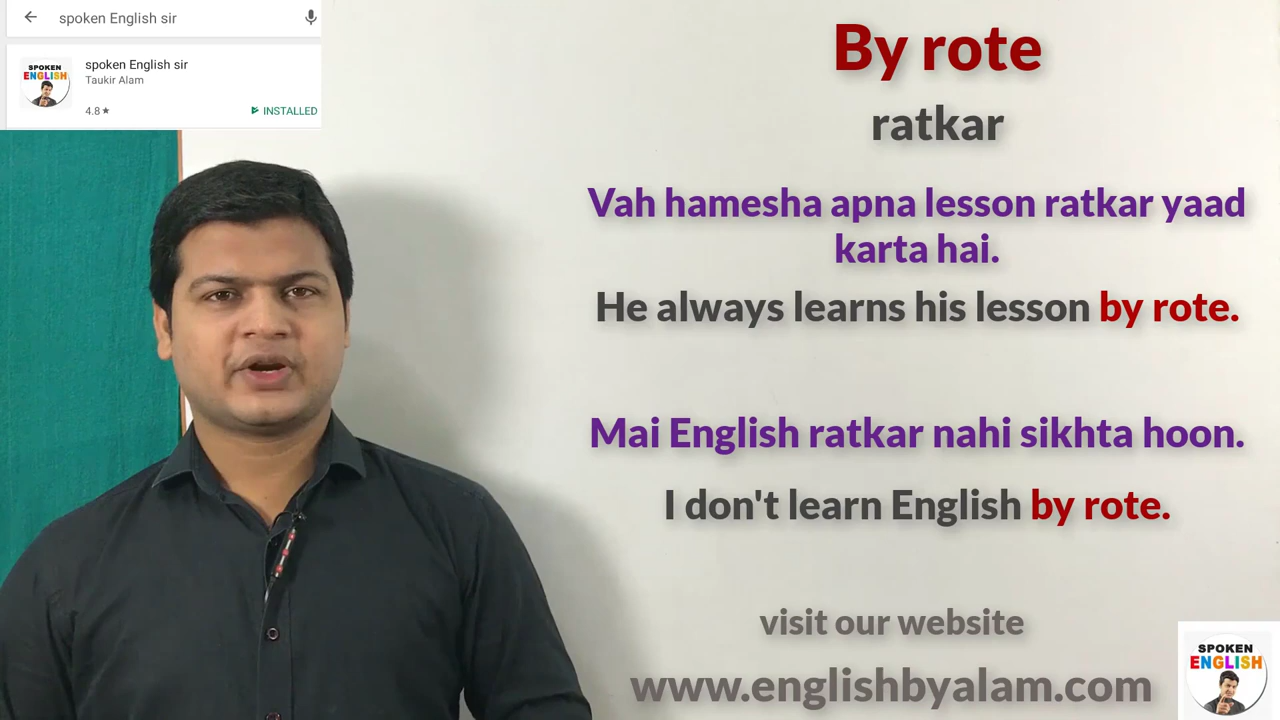 spoken English sir
SPOKEN
ENGLISH
spoken English sir
Taukir Alam
4.8★
INSTALLED
By rote
ratkar
Vah hamesha apna lesson ratkar yaad
karta hai.
He always learns his lesson by rote.
Mai English ratkar nahi sikhta hoon.
I don't learn English by rote.
visit our website
www.englishbyalam.com
SPOKEN
ENGLISH